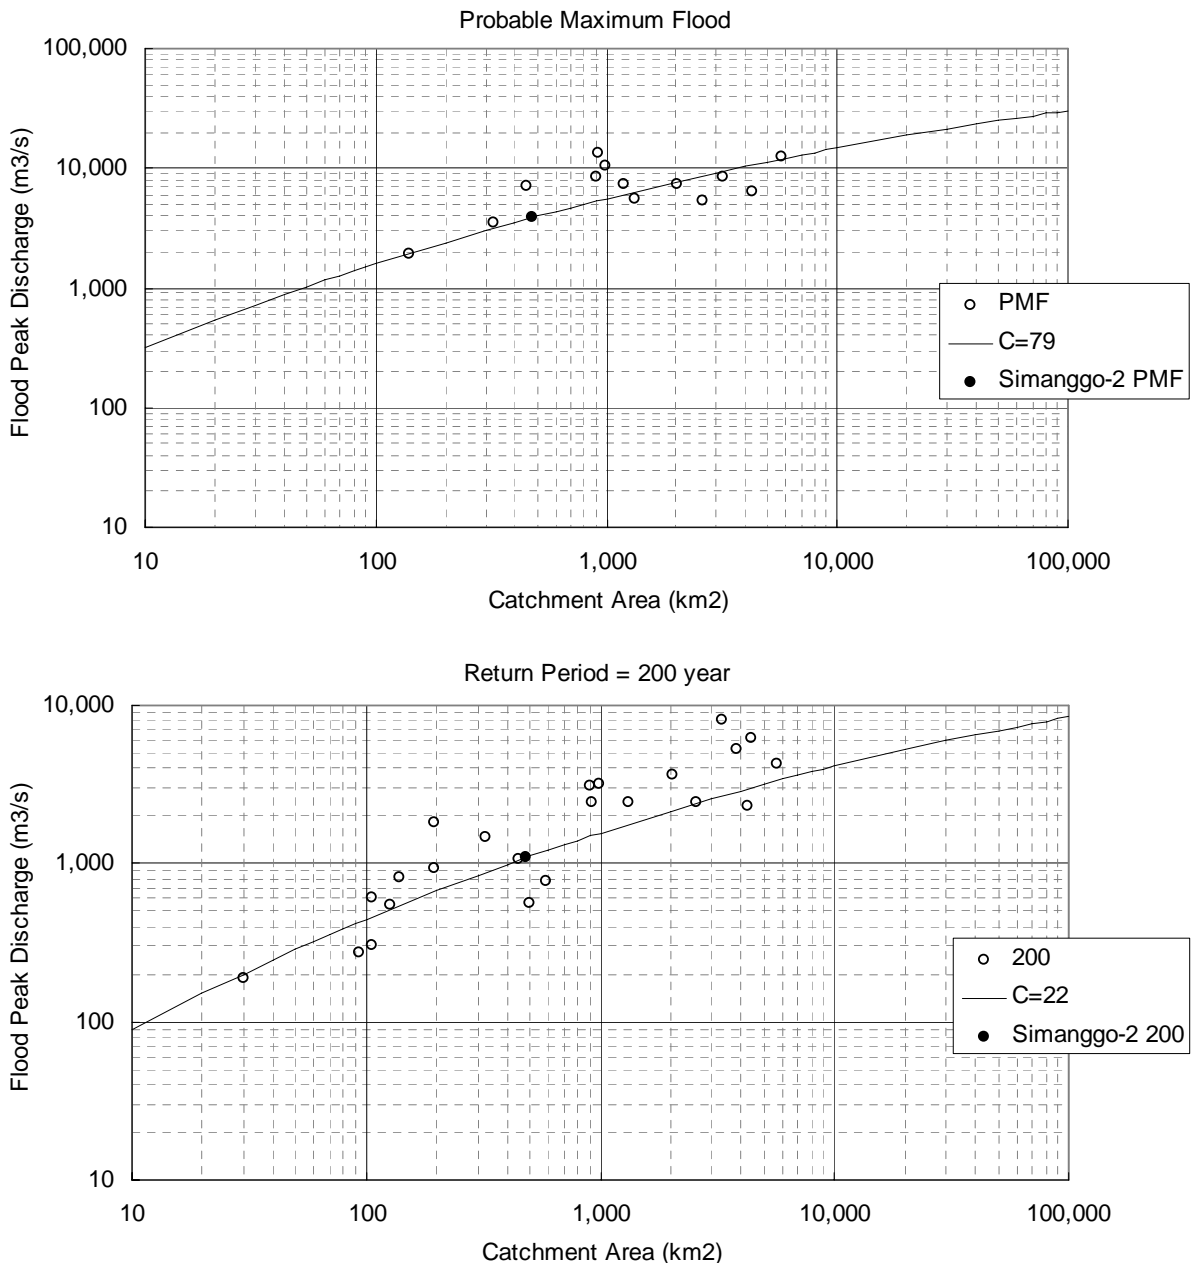 Probable Maximum Flood
100,000
10,000
1,000
100
10
Flood Peak Discharge (m3/s)
10
100
1,000
10,000
100,000
Catchment Area (km2)
PMF
C=79
Simanggo-2 PMF
Return Period = 200 year
10,000
1,000
100
10
Flood Peak Discharge (m3/s)
10
100
1,000
10,000
100,000
Catchment Area (km2)
200
C=22
Simanggo-2 200